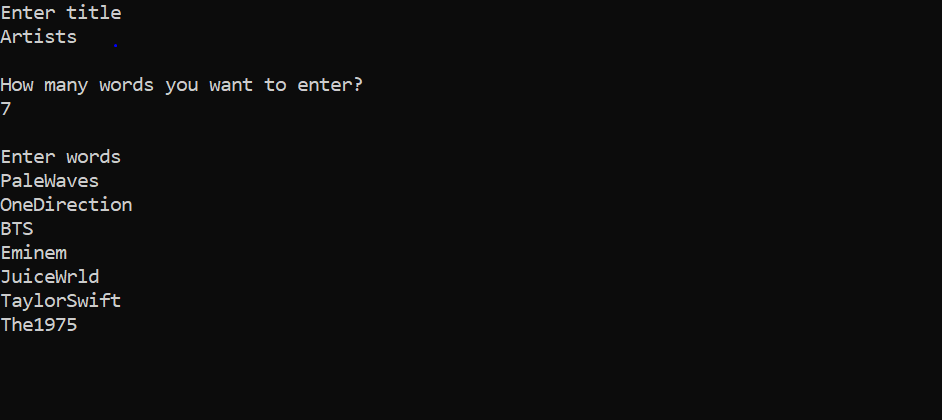 Enter title
Artists
How many words you want to enter?
7
Enter words
PaleWaves
OneDirection
BTS
Eminem
JuiceWrld
TaylorSwift
The1975